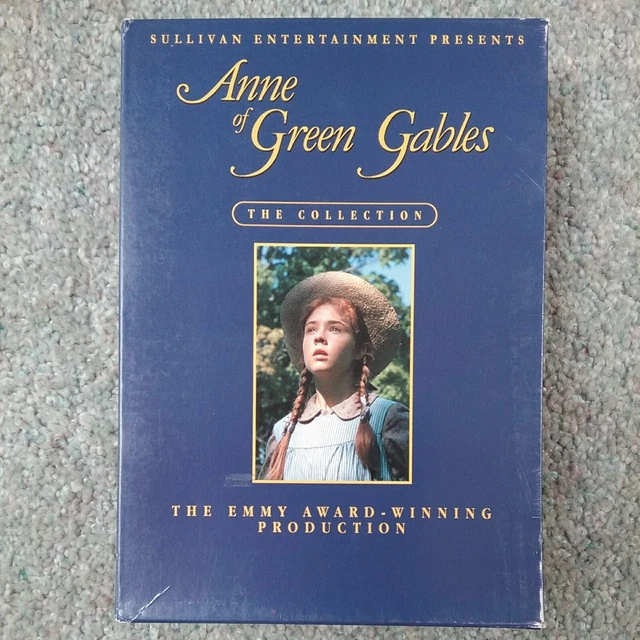 SULLIVAN ENTERTAINMENT PRESENTS
Anne
of Green Gables
THE COLLECTION
THE EMMY AWARD-WINNING
PRODUCTION